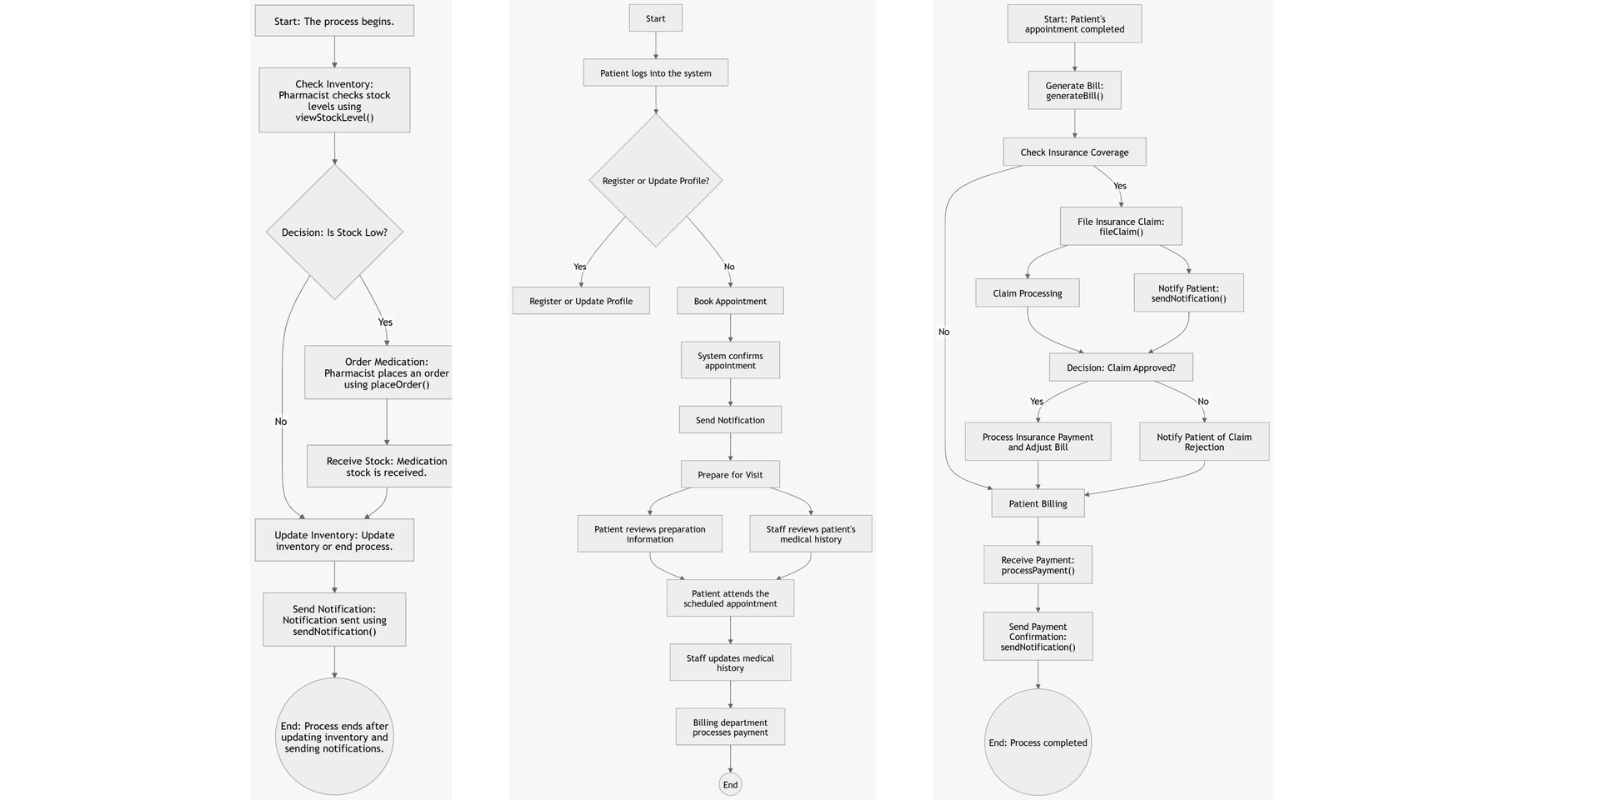 Start: The process begins.
Check Inventory:
Pharmacist checks stock
levels using
viewStockLevel()
Decision: Is Stock Low?
Yes
Order Medication:
Pharmacist places an order
using placeOrder()
No
Receive Stock: Medication
stock is received.
Update Inventory: Update
inventory or end process.
Send Notification:
Notification sent using
sendNotification()
End: Process ends after
updating inventory and
sending notifications.
Start
Patient logs into the system
Register or Update Profile?
Yes
No
Register or Update Profile
Book Appointment
System confirms
appointment
Send Notification
Prepare for Visit
Patient reviews preparation
information
Staff reviews patient's
medical history
Patient attends the
scheduled appointment
Staff updates medical
history
Billing department
processes payment
End
Start: Patient's
appointment completed
Generate Bill:
generateBill()
Check Insurance Coverage
Yes
File Insurance Claim:
fileClaim()
Claim Processing
Notify Patient:
sendNotification()
No
Decision: Claim Approved?
Yes
No
Process Insurance Payment
and Adjust Bill
Notify Patient of Claim
Rejection
Patient Billing
Receive Payment:
processPayment()
Send Payment
Confirmation:
sendNotification()
End: Process completed